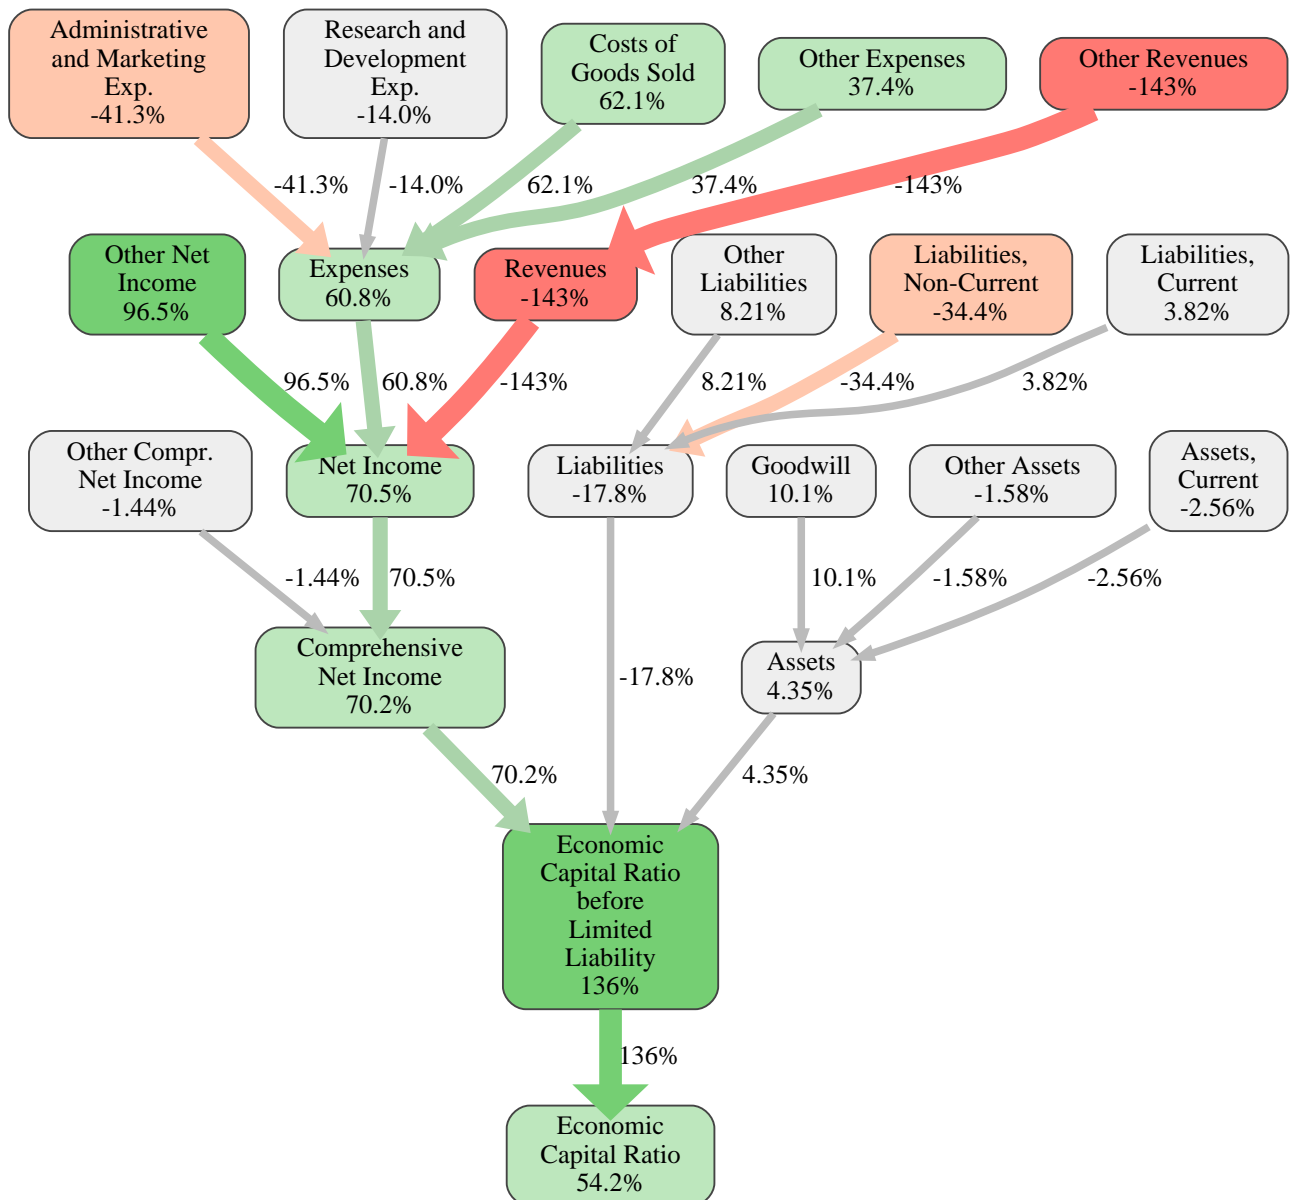 Administrative
and Marketing
Exp.
-41.3%
Research and
Development
Exp.
-14.0%
Costs of
Goods Sold
62.1%
Other Expenses
37.4%
Other Revenues
-143%
-41.3%
-14.0%
62.1%
37.4%
-143%
Other Net
Income
96.5%
Expenses
60.8%
Revenues
-143%
Other
Liabilities
8.21%
Liabilities,
Non-Current
-34.4%
Liabilities,
Current
3.82%
96.5%
60.8%
-143%
8.21%
-34.4%
3.82%
Other Compr.
Net Income
-1.44%
Net Income
70.5%
Liabilities
-17.8%
Goodwill
10.1%
Other Assets
-1.58%
Assets,
Current
-2.56%
-1.44%
70.5%
10.1%
-1.58%
-2.56%
Comprehensive
Net Income
70.2%
-17.8%
Assets
4.35%
70.2%
4.35%
Economic
Capital Ratio
before
Limited
Liability
136%
136%
Economic
Capital Ratio
54.2%